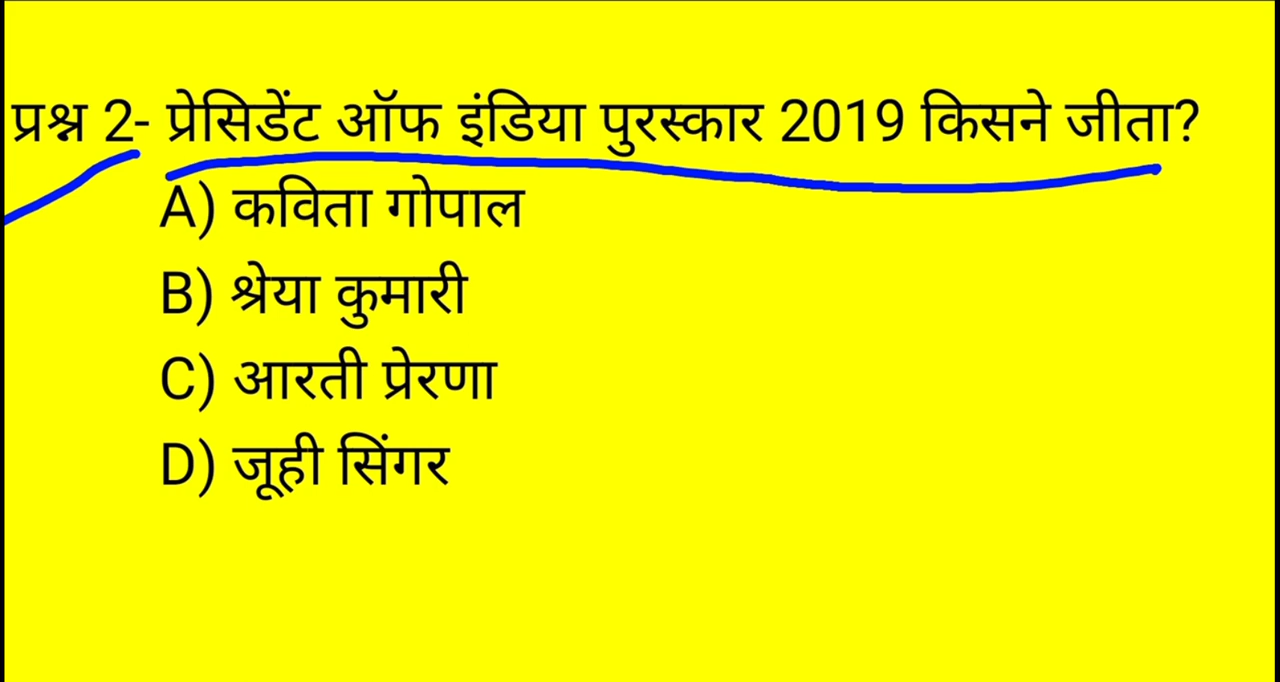 प्रश्न 2- प्रेसिडेंट ऑफ इंडिया पुरस्कार 2019 किसने जीता?
A) कविता गोपाल
B) श्रेया कुमारी
C) आरती प्रेरणा
D) जूही सिंगर